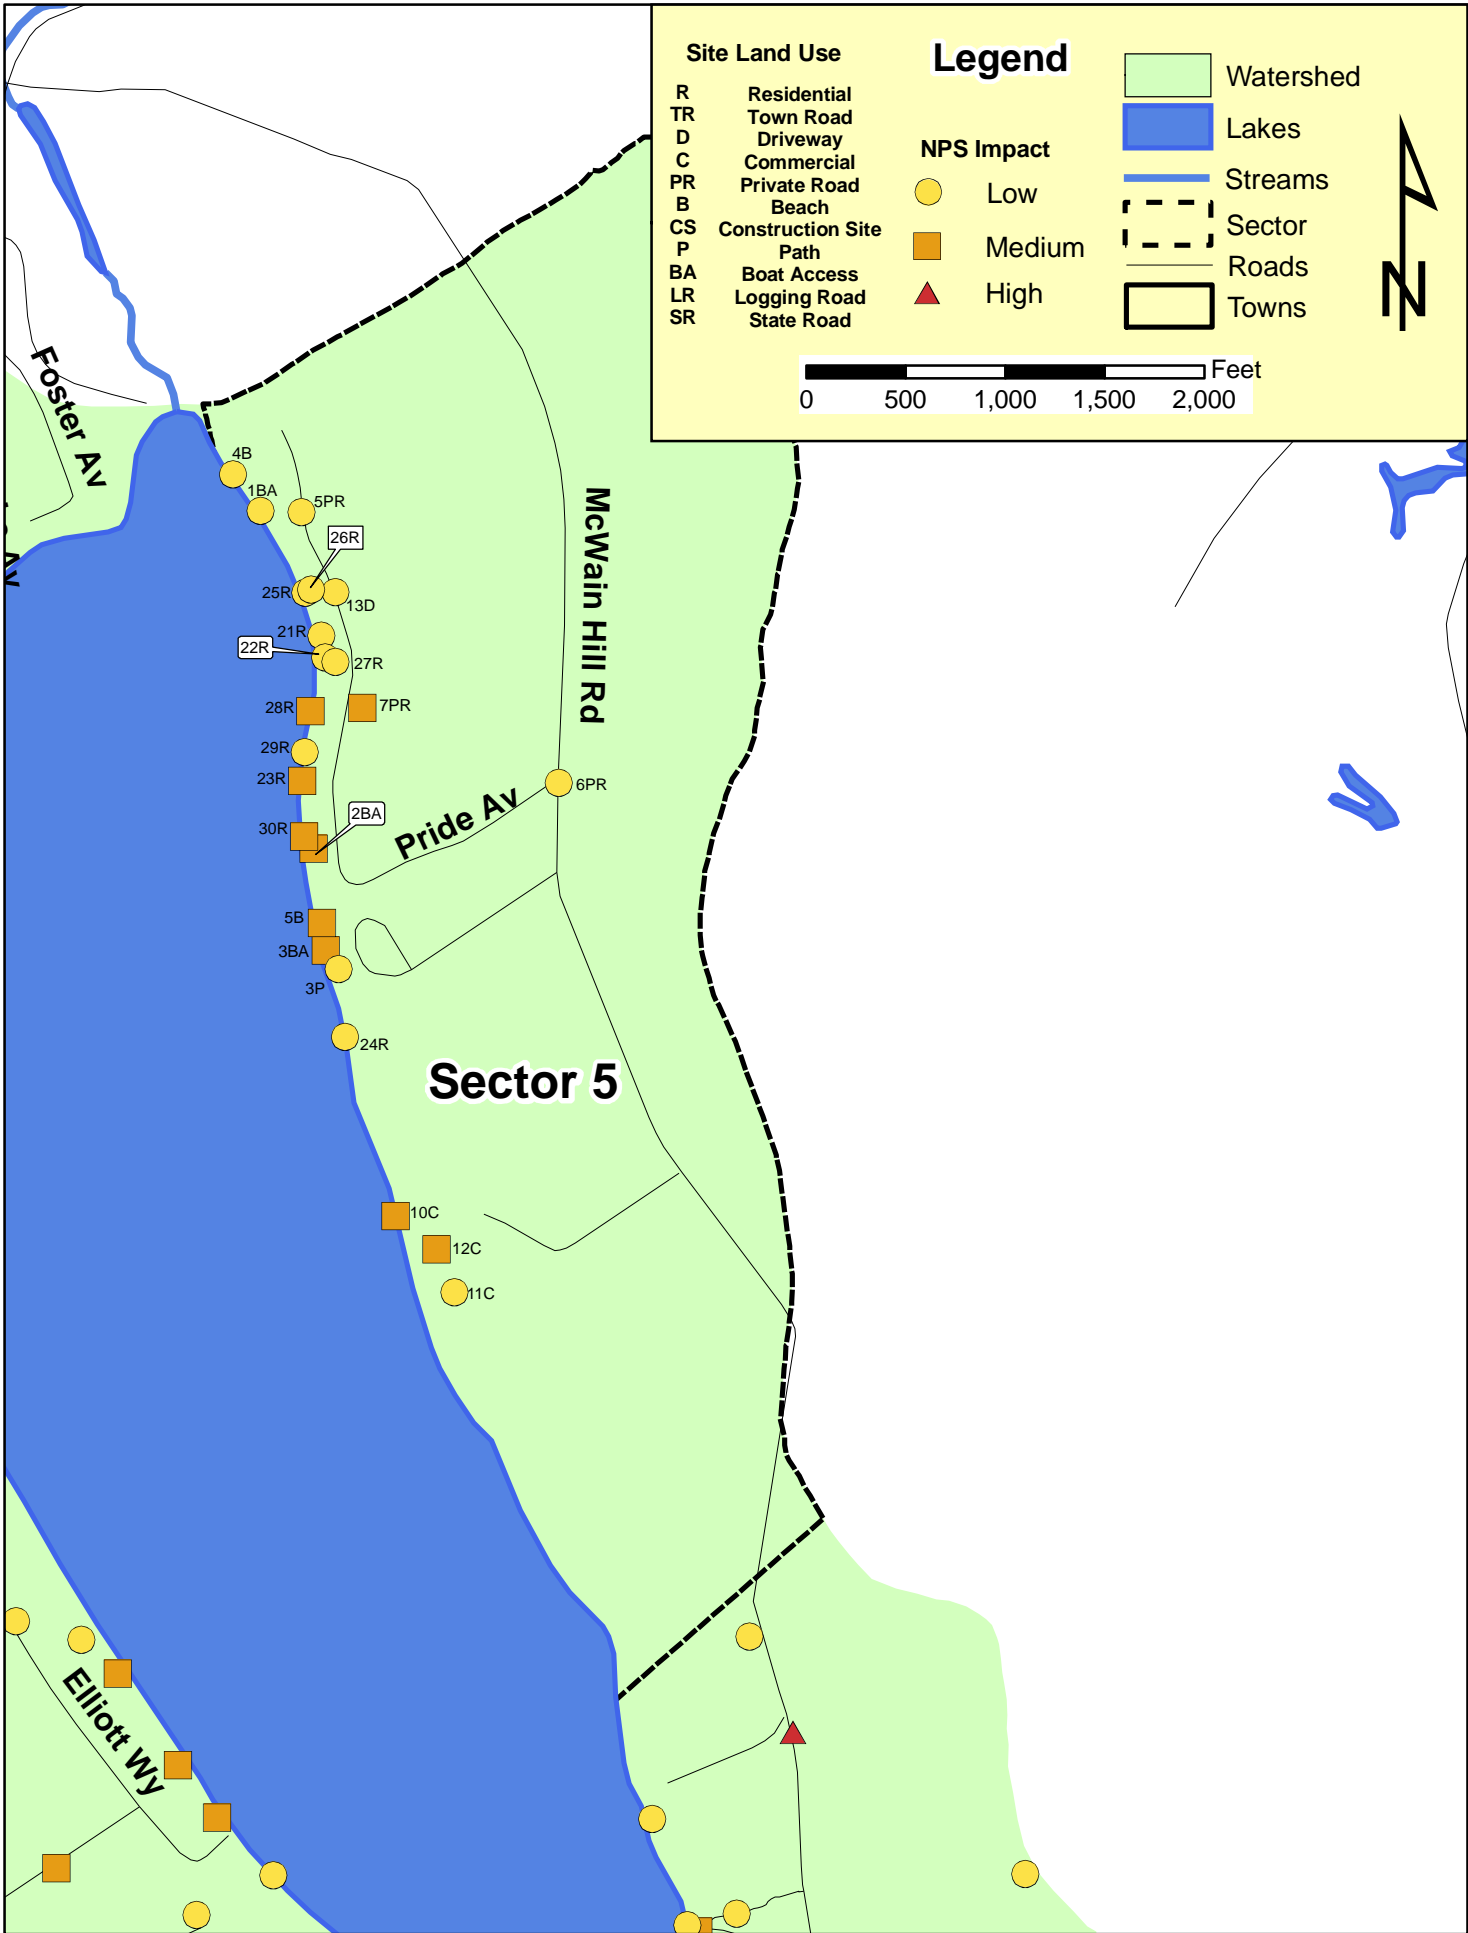 Site Land Use
R Residential
TR Town Road
D Driveway
C Commercial
PR Private Road
B Beach
CS Construction Site
P Path
BA Boat Access
LR Logging Road
SR State Road
Legend
NPS Impact
Low
Medium
High
Watershed
Lakes
Streams
Sector
Roads
Towns
N
Feet
0 500 1,000 1,500 2,000
Foster Av
Av
4B
1BA
5PR
26R
25R
13D
21R
22R
27R
McWain Hill Rd
28R
7PR
29R
23R
6PR
30R
2BA
Pride Av
5B
3BA
3P
24R
Sector 5
10C
12C
11C
Elliott Wy